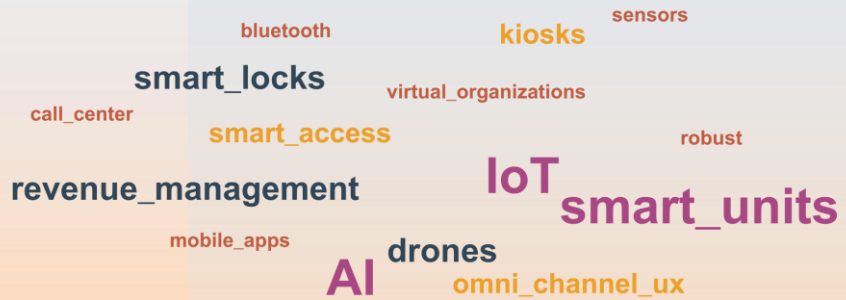 sensors
bluetooth
kiosks
smart_locks
virtual_organizations
call_center
smart_access
robust
IoT
revenue_management
smart_units
mobile_apps
drones
AI
omni_channel_ux